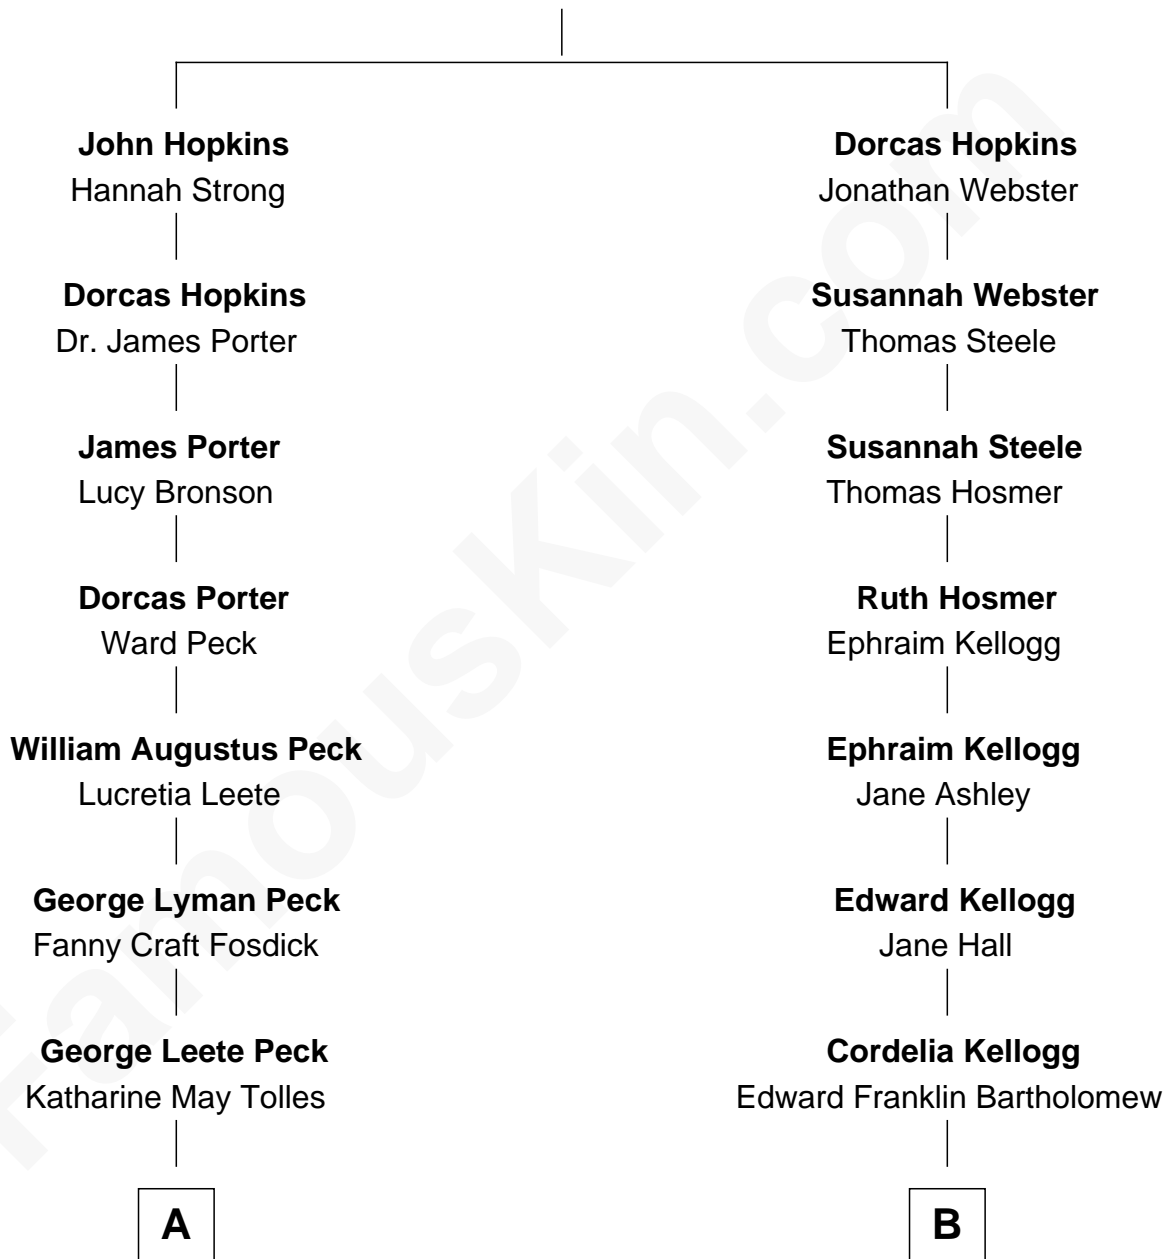 John Hopkins
Hannah Strong
Dorcas Hopkins
Dr. James Porter
James Porter
Lucy Bronson
Dorcas Porter
Ward Peck
William Augustus Peck
Lucretia Leete
George Lyman Peck
Fanny Craft Fosdick
George Leete Peck
Katharine May Tolles
A
Dorcas Hopkins
Jonathan Webster
Susannah Webster
Thomas Steele
Susannah Steele
Thomas Hosmer
Ruth Hosmer
Ephraim Kellogg
Ephraim Kellogg
Jane Ashley
Edward Kellogg
Jane Hall
Cordelia Kellogg
Edward Franklin Bartholomew
B
FamousKin.com